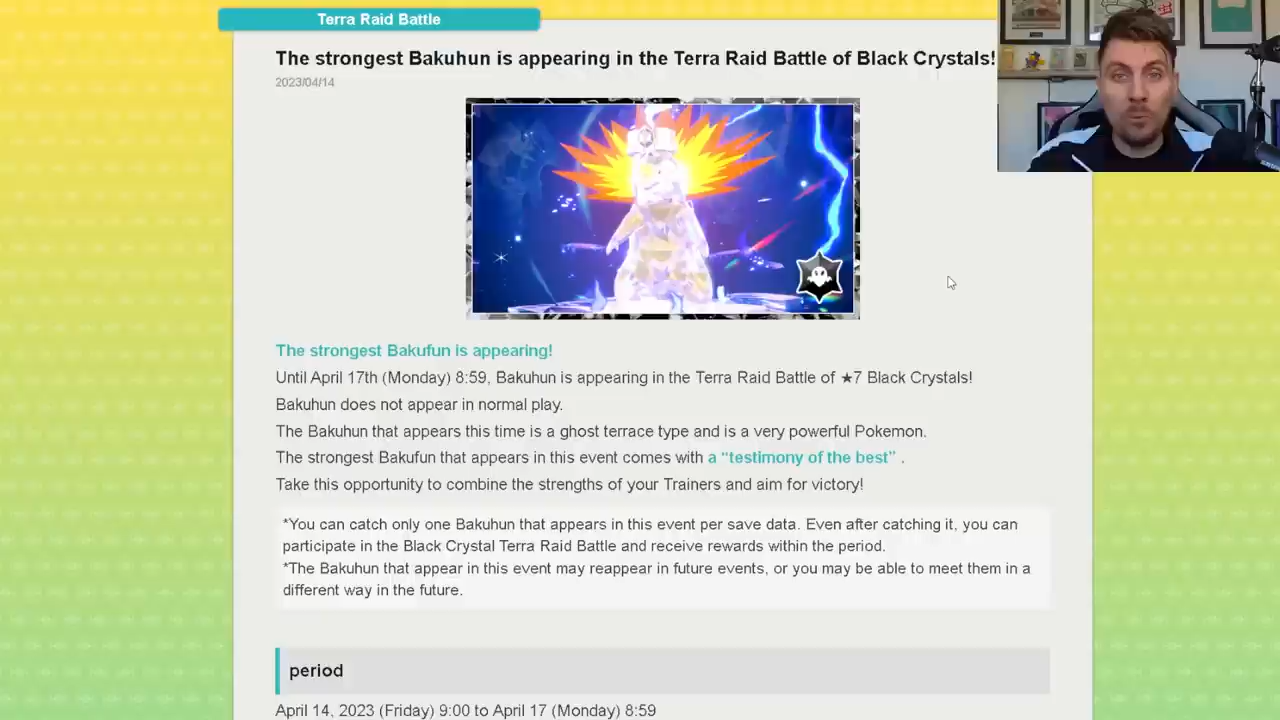 Terra Raid Battle
The strongest Bakuhun is appearing in the Terra Raid Battle of Black Crystals!
2023/04/14
The strongest Bakufun is appearing!
Until April 17th (Monday) 8:59, Bakuhun is appearing in the Terra Raid Battle of ★7 Black Crystals!
Bakuhun does not appear in normal play.
The Bakuhun that appears this time is a ghost terrace type and is a very powerful Pokemon.
The strongest Bakufun that appears in this event comes with a “testimony of the best” .
Take this opportunity to combine the strengths of your Trainers and aim for victory!
*You can catch only one Bakuhun that appears in this event per save data. Even after catching it, you can
participate in the Black Crystal Terra Raid Battle and receive rewards within the period.
*The Bakuhun that appear in this event may reappear in future events, or you may be able to meet them in a
different way in the future.
period
April 14, 2023 (Friday) 9:00 to April 17 (Monday) 8:59